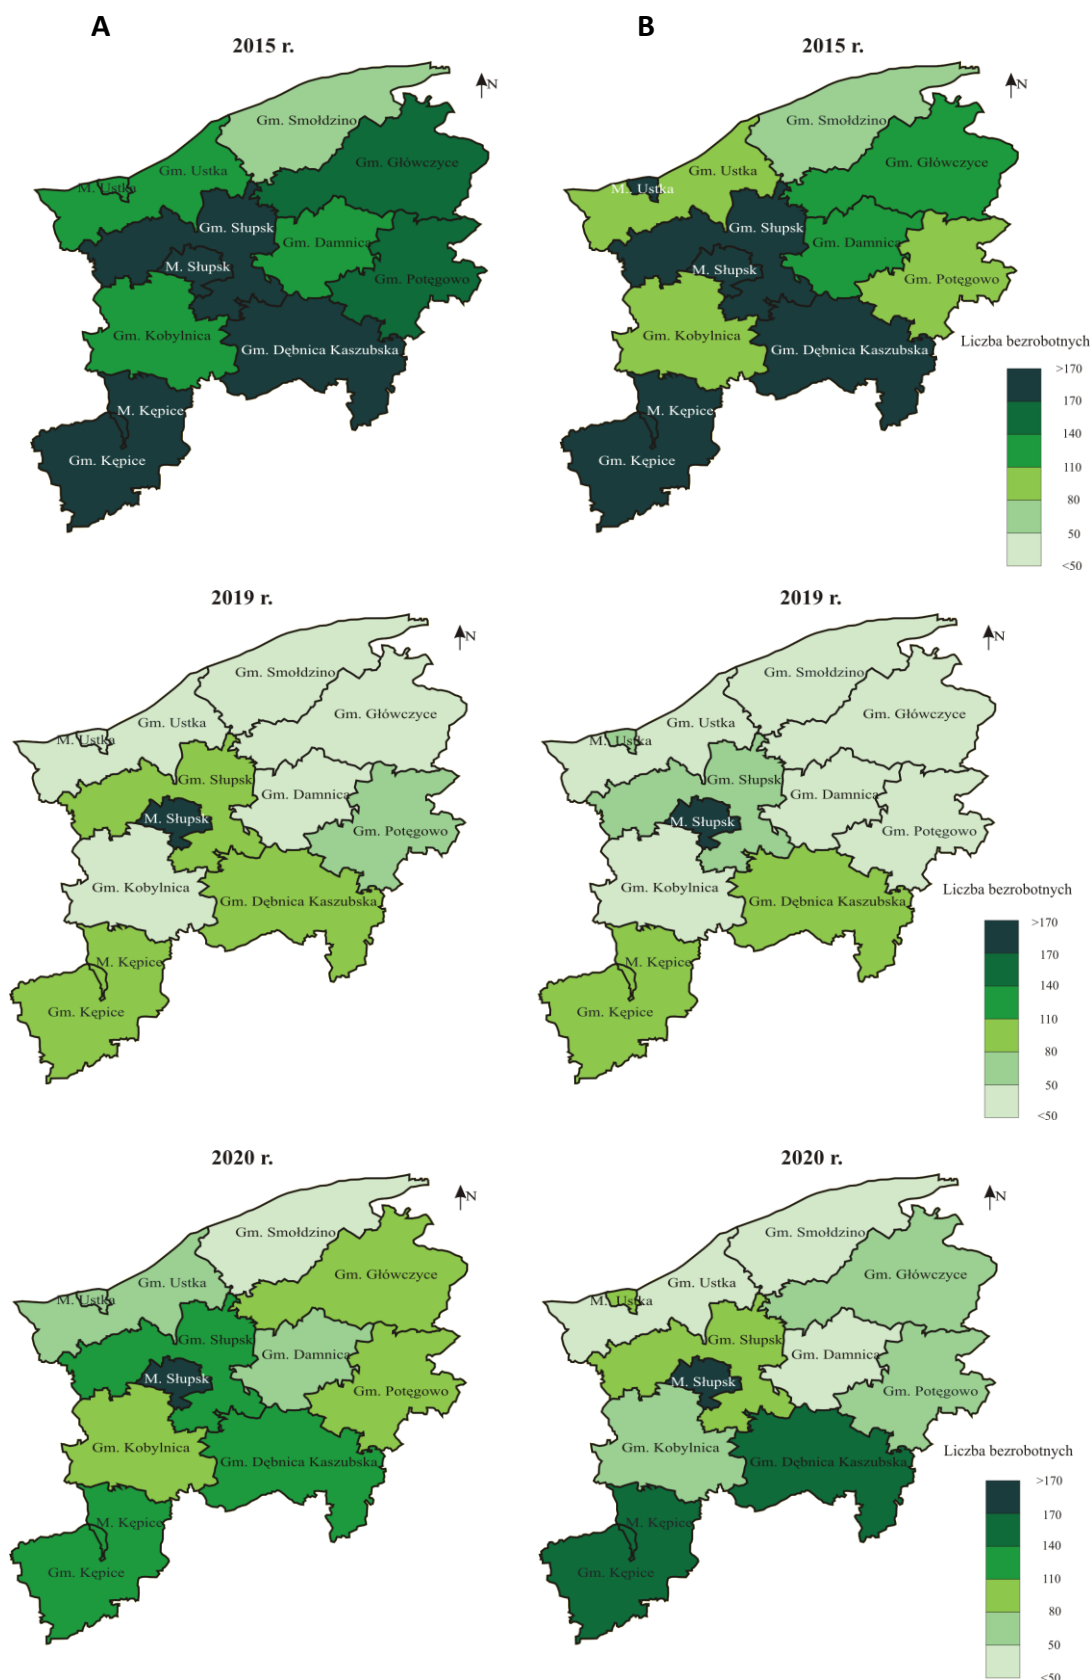 A
B
2015 r.
2015 r.
N
Gm. Smołdzino
Gm. Główczyce
Gm. Ustka
M. Ustka
Gm. Słupsk
Gm. Damnica
M. Słupsk
Gm. Potęgowo
Gm. Kobylnica
Gm. Dębnica Kaszubska
M. Kępice
Gm. Kępice
N
Gm. Smołdzino
Gm. Główczyce
Gm. Ustka
M. Ustka
Gm. Słupsk
Gm. Damnica
M. Słupsk
Gm. Potęgowo
Gm. Kobylnica
Gm. Dębnica Kaszubska
M. Kępice
Gm. Kępice
Liczba bezrobotnych
>170
170
140
110
80
50
<50
2019 r.
2019 r.
N
Gm. Smołdzino
Gm. Główczyce
Gm. Ustka
M. Ustka
Gm. Słupsk
Gm. Damnica
M. Słupsk
Gm. Potęgowo
Gm. Kobylnica
Gm. Dębnica Kaszubska
M. Kępice
Gm. Kępice
N
Gm. Smołdzino
Gm. Główczyce
Gm. Ustka
M. Ustka
Gm. Słupsk
Gm. Damnica
M. Słupsk
Gm. Potęgowo
Gm. Kobylnica
Gm. Dębnica Kaszubska
M. Kępice
Gm. Kępice
Liczba bezrobotnych
>170
170
140
110
80
50
<50
2020 r.
2020 r.
N
Gm. Smołdzino
Gm. Główczyce
Gm. Ustka
M. Ustka
Gm. Słupsk
Gm. Damnica
M. Słupsk
Gm. Potęgowo
Gm. Kobylnica
Gm. Dębnica Kaszubska
M. Kępice
Gm. Kępice
N
Gm. Smołdzino
Gm. Główczyce
Gm. Ustka
M. Ustka
Gm. Słupsk
Gm. Damnica
M. Słupsk
Gm. Potęgowo
Gm. Kobylnica
Gm. Dębnica Kaszubska
M. Kępice
Gm. Kępice
Liczba bezrobotnych
>170
170
140
110
80
50
<50